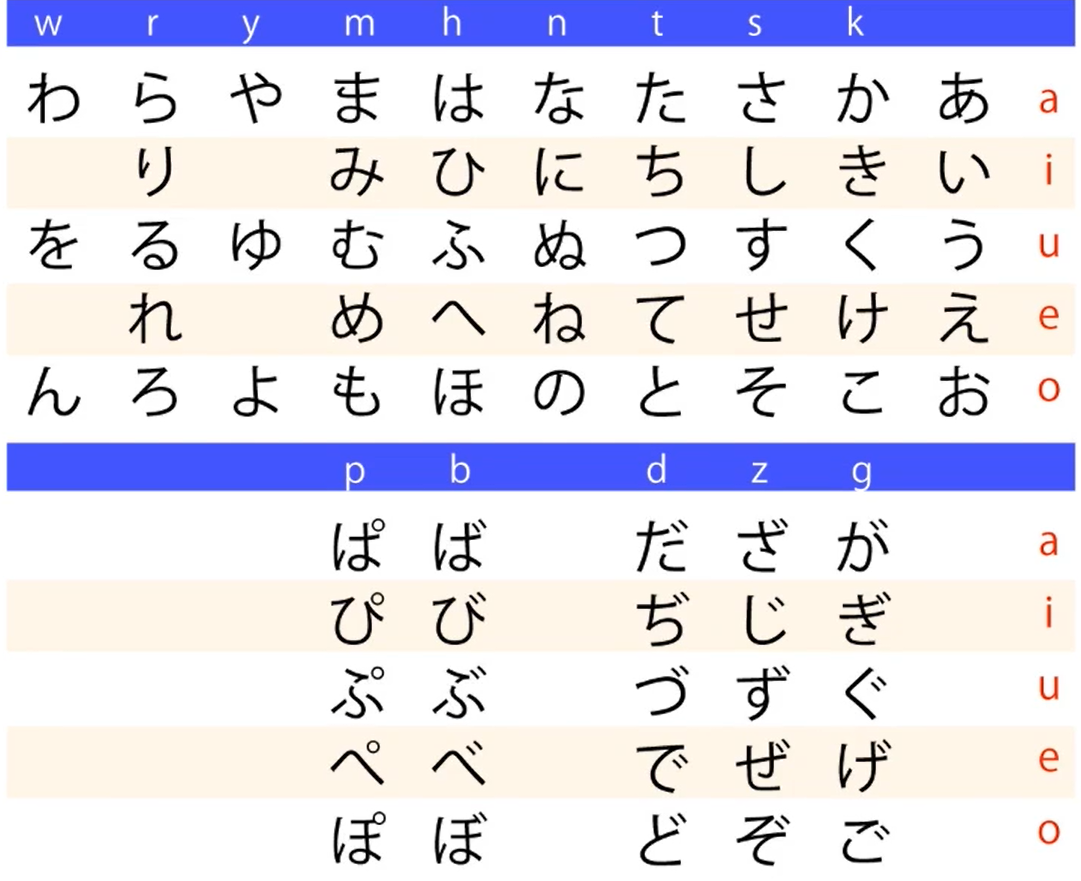 w r y m h n t s k
わ ら や ま は な た さ か あ a
り み ひ に ち し き い i
を る ゆ む ふ ぬ つ す く う u
れ め へ ね て せ け え e
ん ろ よ も ほ の と そ こ お o
p b d z g
ぱ ば だ ざ が a
ぴ び ぢ じ ぎ i
ぷ ぶ づ ず ぐ u
ぺ べ で ぜ げ e
ぽ ぼ ど ぞ ご o